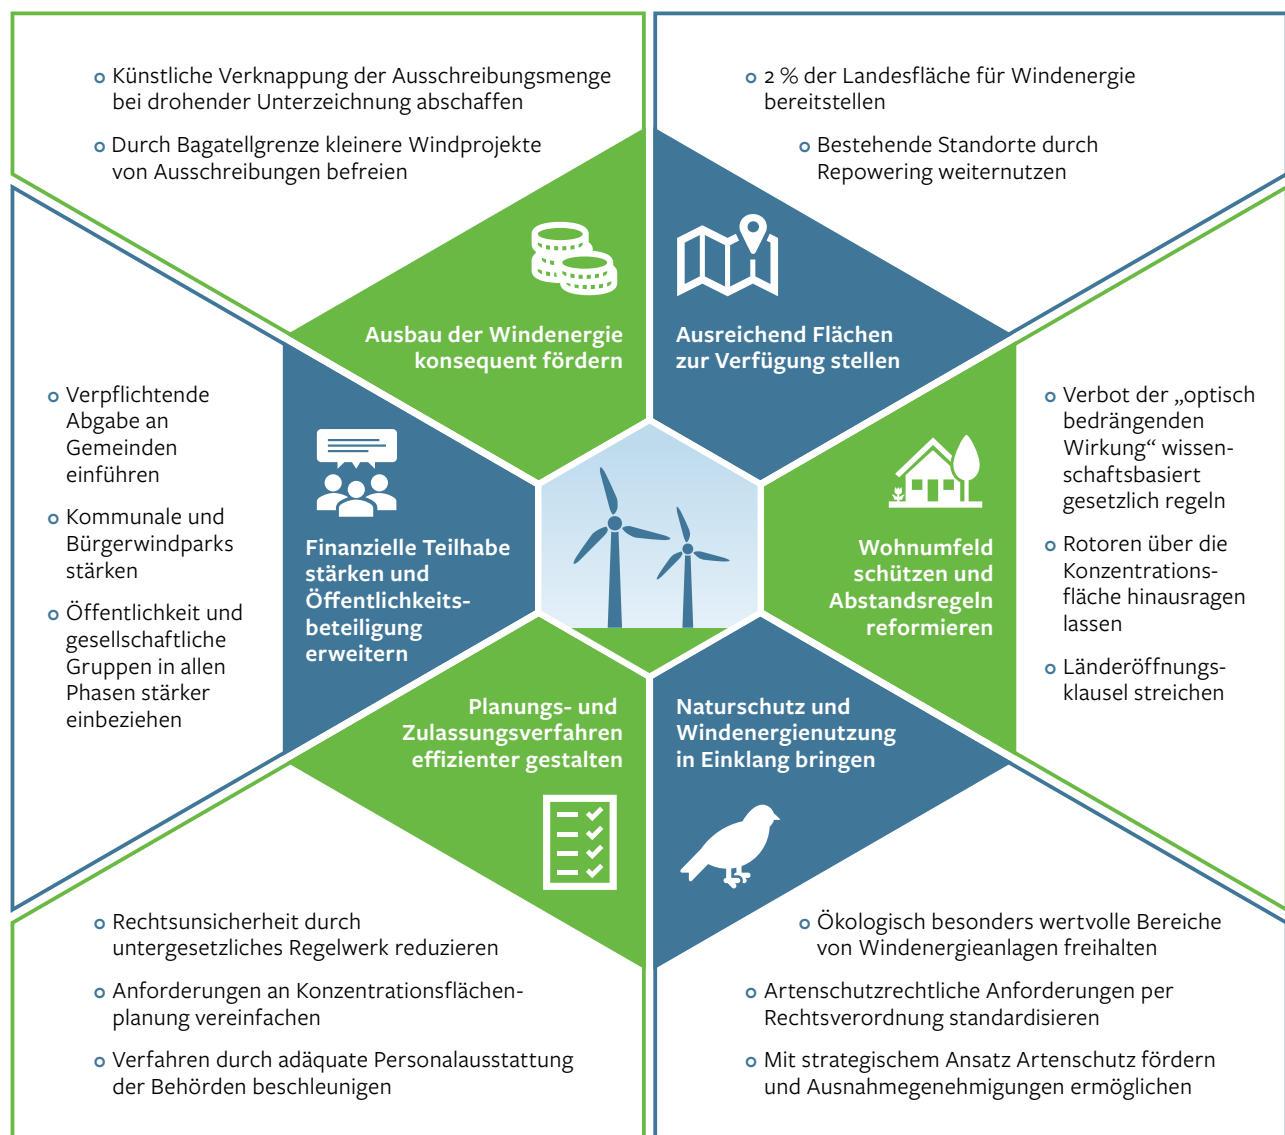 Künstliche Verknappung der Ausschreibungsmenge
bei drohender Unterzeichnung abschaffen
Durch Bagatellgrenze kleinere Windprojekte
von Ausschreibungen befreien
Ausbau der Windenergie
konsequent fördern
2 % der Landesfläche für Windenergie
bereitstellen
Bestehende Standorte durch
Repowering weiternutzen
Ausreichend Flächen
zur Verfügung stellen
Verpflichtende
Abgabe an
Gemeinden
einführen
Kommunale und
Bürgerwindparks
stärken
Öffentlichkeit und
gesellschaftliche
Gruppen in allen
Phasen stärker
einbeziehen
Finanzielle Teilhabe
stärken und
Öffentlichkeits-
beteiligung
erweitern
Wohnumfeld
schützen und
Abstandsregeln
reformieren
Verbot der „optisch
bedrängenden
Wirkung“ wissen-
schaftsbasiert
gesetzlich regeln
Rotoren über die
Konzentrations-
fläche hinausragen
lassen
Länderöffnungs-
klausel streichen
Planungs- und
Zulassungsverfahren
effizienter gestalten
Rechtsunsicherheit durch
untergesetzliches Regelwerk reduzieren
Anforderungen an Konzentrationsflächen-
planung vereinfachen
Verfahren durch adäquate Personalausstattung
der Behörden beschleunigen
Naturschutz und
Windenergienutzung
in Einklang bringen
Ökologisch besonders wertvolle Bereiche
von Windenergieanlagen freihalten
Artenschutzrechtliche Anforderungen per
Rechtsverordnung standardisieren
Mit strategischem Ansatz Artenschutz fördern
und Ausnahmegenehmigungen ermöglichen